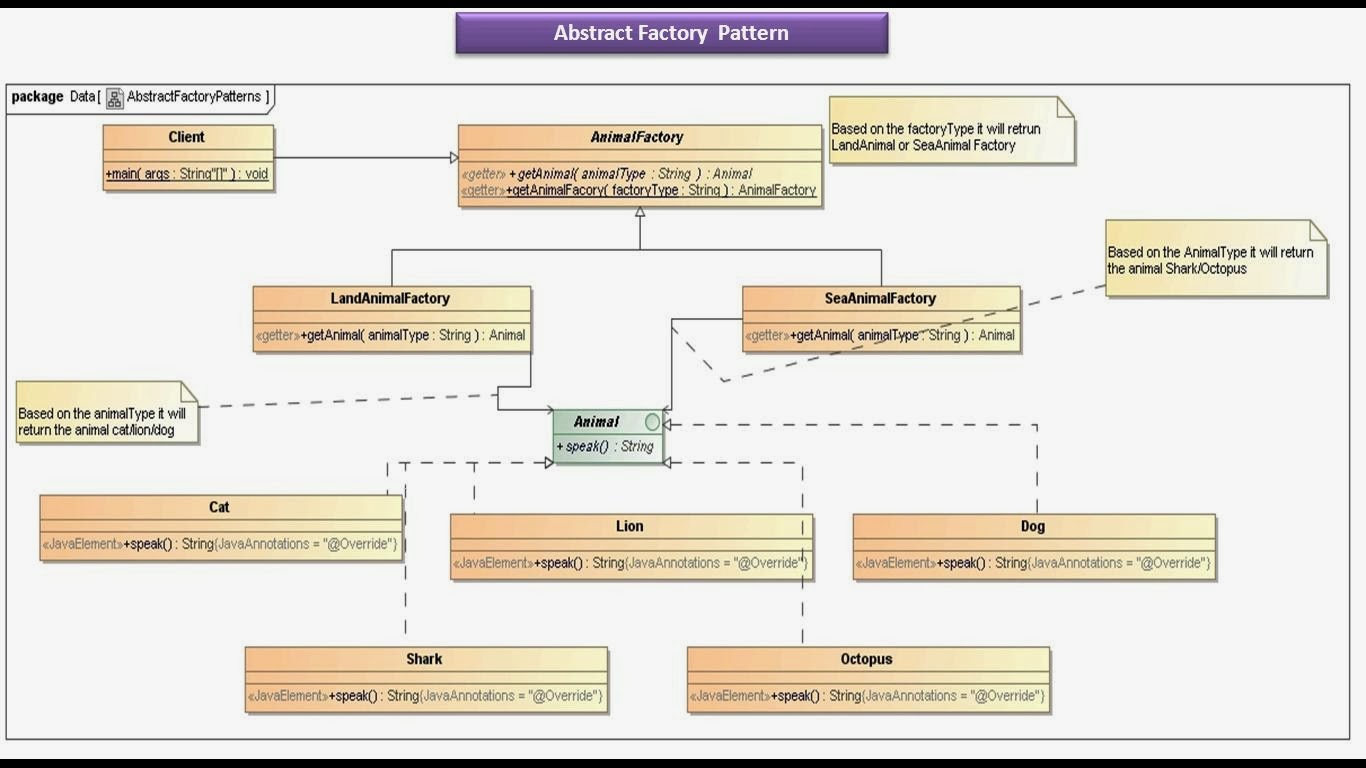 Abstract Factory Pattern
package Data[ AbstractFactoryPatterns ]
Client
+main( args : String"[]" ) : void
AnimalFactory
«getter» +getAnimal( animalType : String ) : Animal
«getter»+getAnimalFacory( factoryType : String ) : AnimalFactory
Based on the factoryType it will retrun
LandAnimal or SeaAnimal Factory
Based on the AnimalType it will return
the animal Shark/Octopus
LandAnimalFactory
«getter»+getAnimal( animalType : String ) : Animal
SeaAnimalFactory
«getter»+getAnimal( animalType : String ) : Animal
Based on the animalType it will
return the animal cat/lion/dog
Animal
+speak() : String
Cat
«JavaElement»+speak() : String{JavaAnnotations = "@Override"}
Lion
«JavaElement»+speak() : String{JavaAnnotations = "@Override"}
Dog
«JavaElement»+speak() : String{JavaAnnotations = "@Override"}
Shark
«JavaElement»+speak() : String{JavaAnnotations = "@Override"}
Octopus
«JavaElement»+speak() : String{JavaAnnotations = "@Override"}